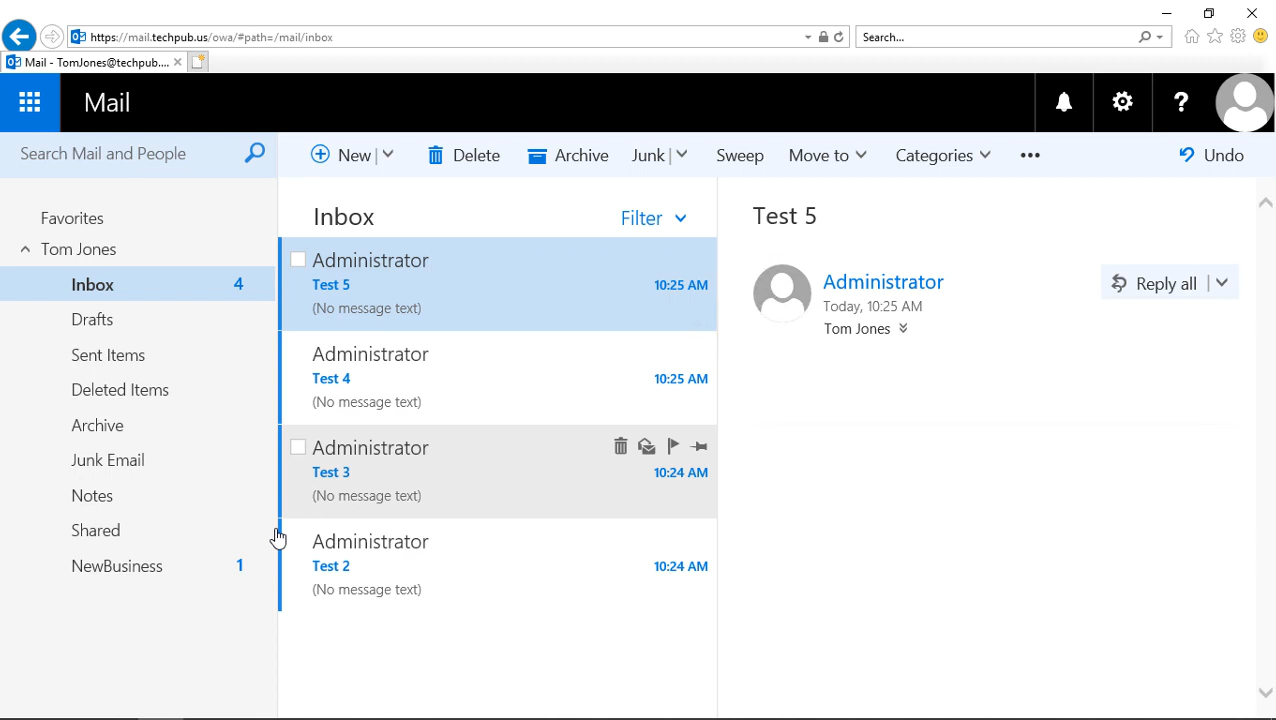 https://mail.techpub.us/owa/#path=/mail/inbox
Search...
Mail - TomJones@techpub....
Mail
?
Search Mail and People
New
Delete
Archive
Junk
Sweep
Move to
Categories
•••
Undo
Favorites
Tom Jones
Inbox 4
Drafts
Sent Items
Deleted Items
Archive
Junk Email
Notes
Shared
NewBusiness 1
Inbox
Filter
Administrator
Test 5 10:25 AM
(No message text)
Administrator
Test 4 10:25 AM
(No message text)
Administrator
Test 3 10:24 AM
(No message text)
Administrator
Test 2 10:24 AM
(No message text)
Test 5
Administrator
Today, 10:25 AM
Tom Jones
Reply all